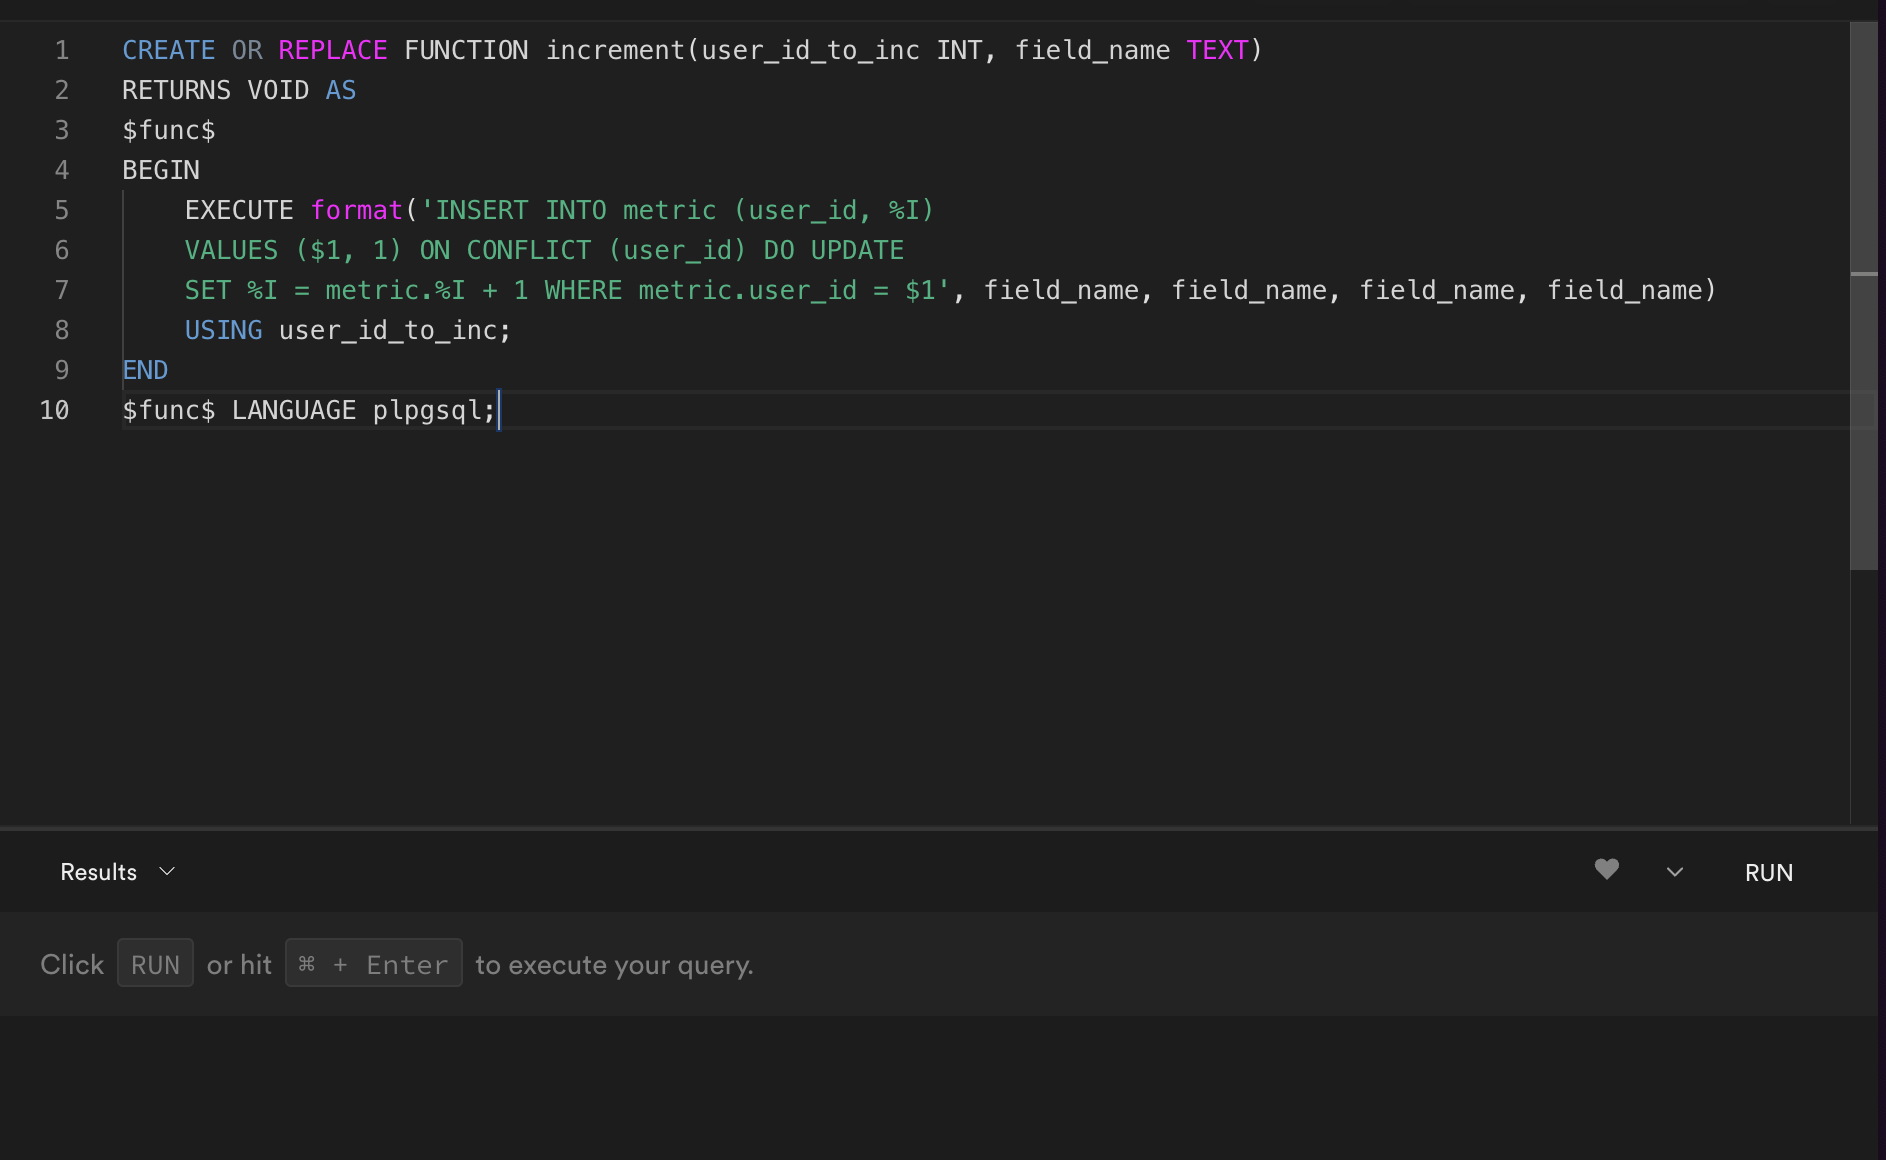 1 CREATE OR REPLACE FUNCTION increment(user_id_to_inc INT, field_name TEXT)
2 RETURNS VOID AS
3 $func$
4 BEGIN
5 EXECUTE format('INSERT INTO metric (user_id, %I)
6 VALUES ($1, 1) ON CONFLICT (user_id) DO UPDATE
7 SET %I = metric.%I + 1 WHERE metric.user_id = $1', field_name, field_name, field_name, field_name)
8 USING user_id_to_inc;
9 END
10 $func$ LANGUAGE plpgsql;
Results RUN
Click RUN or hit ⌘ + Enter to execute your query.